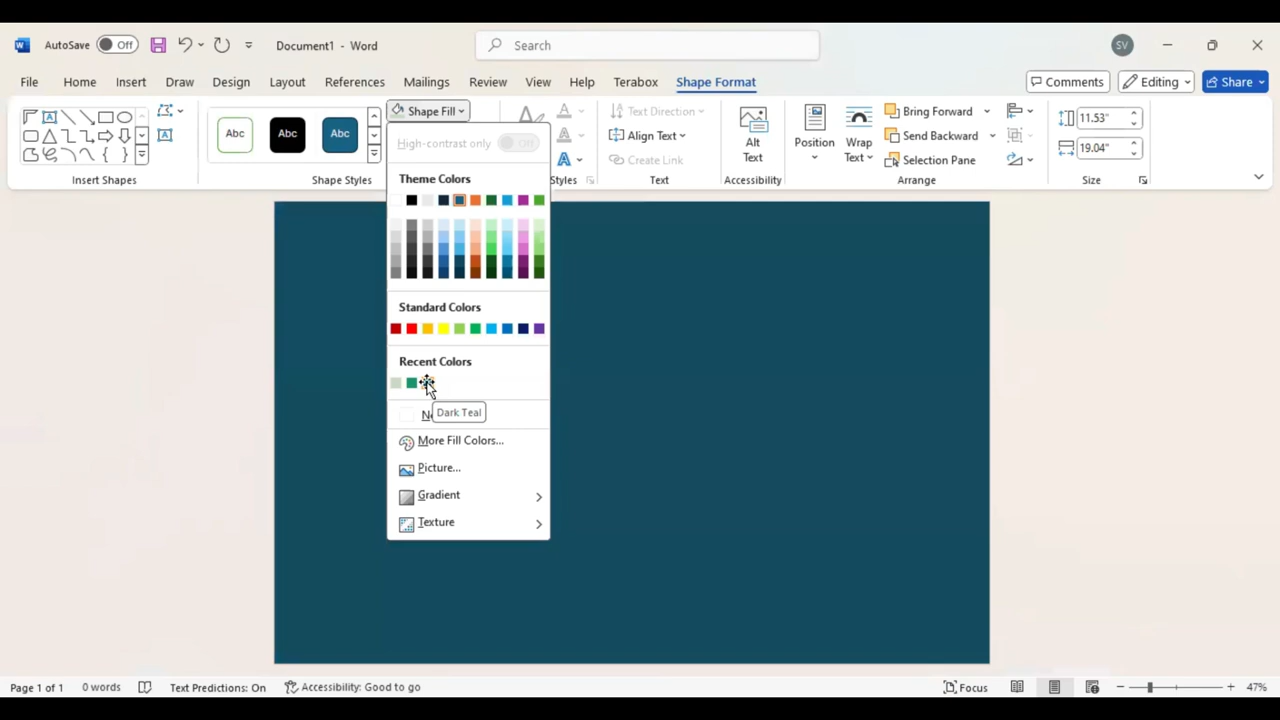 AutoSave Off Document1 - Word Search SV
File Home Insert Draw Design Layout References Mailings Review View Help Terabox Shape Format Comments Editing Share
Abc Abc Abc
Shape Fill
High-contrast only Off
Theme Colors
Standard Colors
Recent Colors
Dark Teal
More Fill Colors...
Picture...
Gradient
Texture
Text Direction
Align Text
Create Link
Alt Text
Position
Wrap Text
Bring Forward
Send Backward
Selection Pane
11.53"
19.04"
Insert Shapes Shape Styles Styles Text Accessibility Arrange Size
Page 1 of 1 0 words Text Predictions: On Accessibility: Good to go Focus 47%